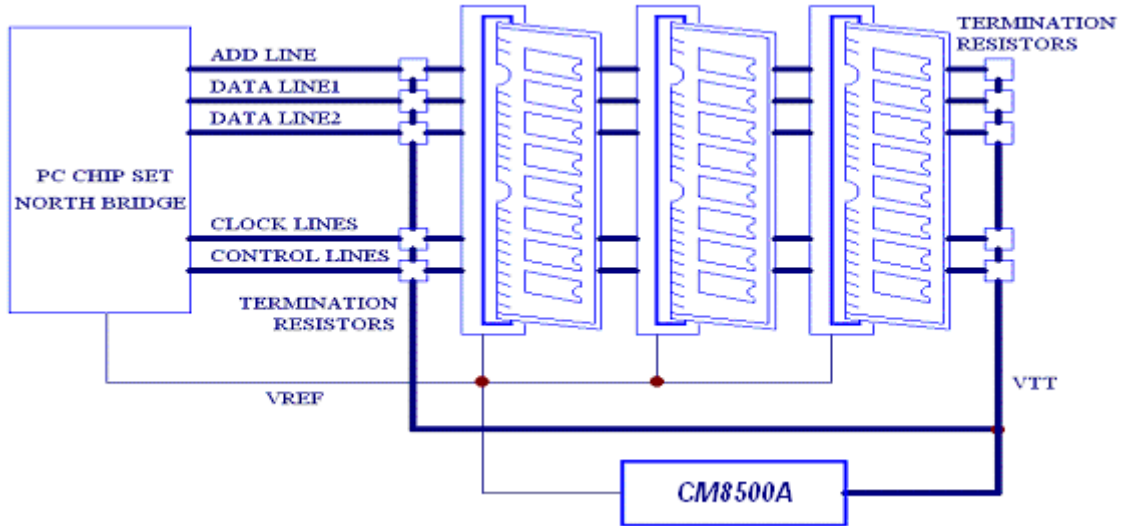 TERMINATION
RESISTORS
ADD LINE
DATA LINE1
DATA LINE2
PC CHIP SET
NORTH BRIDGE
CLOCK LINES
CONTROL LINES
TERMINATION
RESISTORS
VREF
VTT
CM8500A